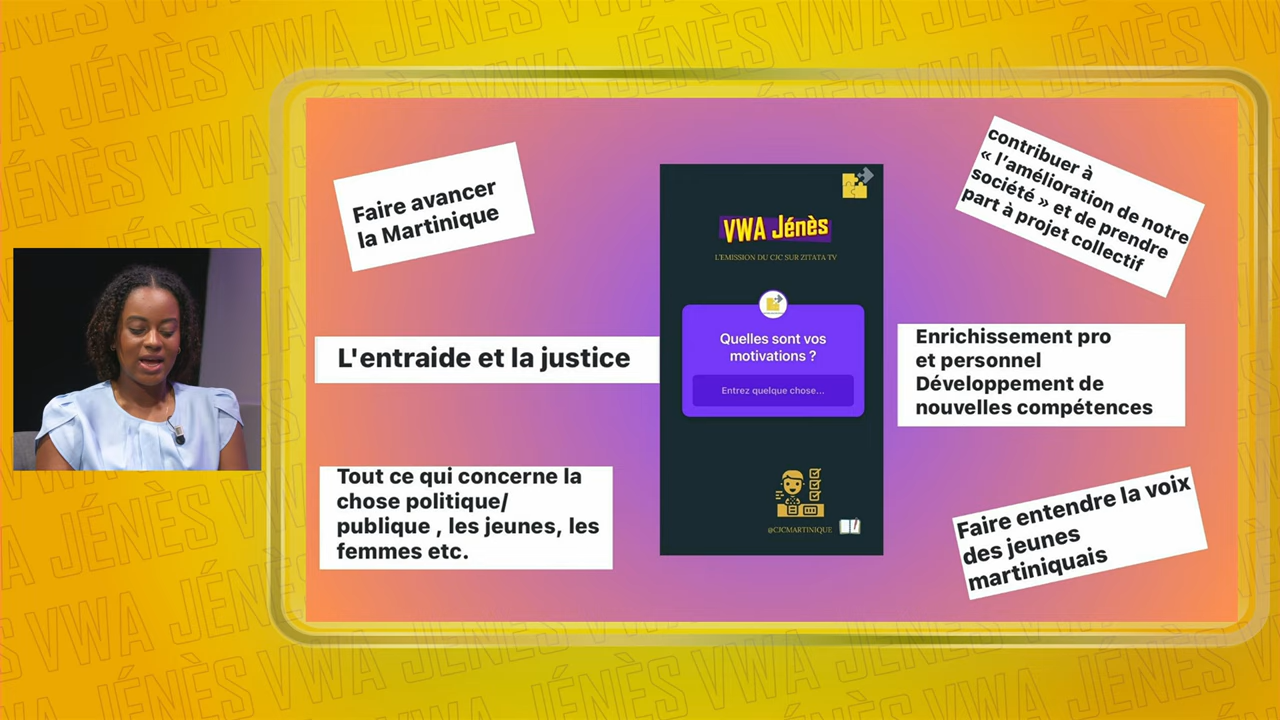 Faire avancer
la Martinique
L'entraide et la justice
Tout ce qui concerne la
chose politique/
publique , les jeunes, les
femmes etc.
VWA Jénès
L'EMISSION DU CJC SUR ZITATA TV
Quelles sont vos
motivations ?
Entrez quelque chose...
@CJCMARTINIQUE
contribuer à
« l'amélioration de notre
société » et de prendre
part à projet collectif
Enrichissement pro
et personnel
Développement de
nouvelles compétences
Faire entendre la voix
des jeunes
martiniquais
VWA JÉNÈS